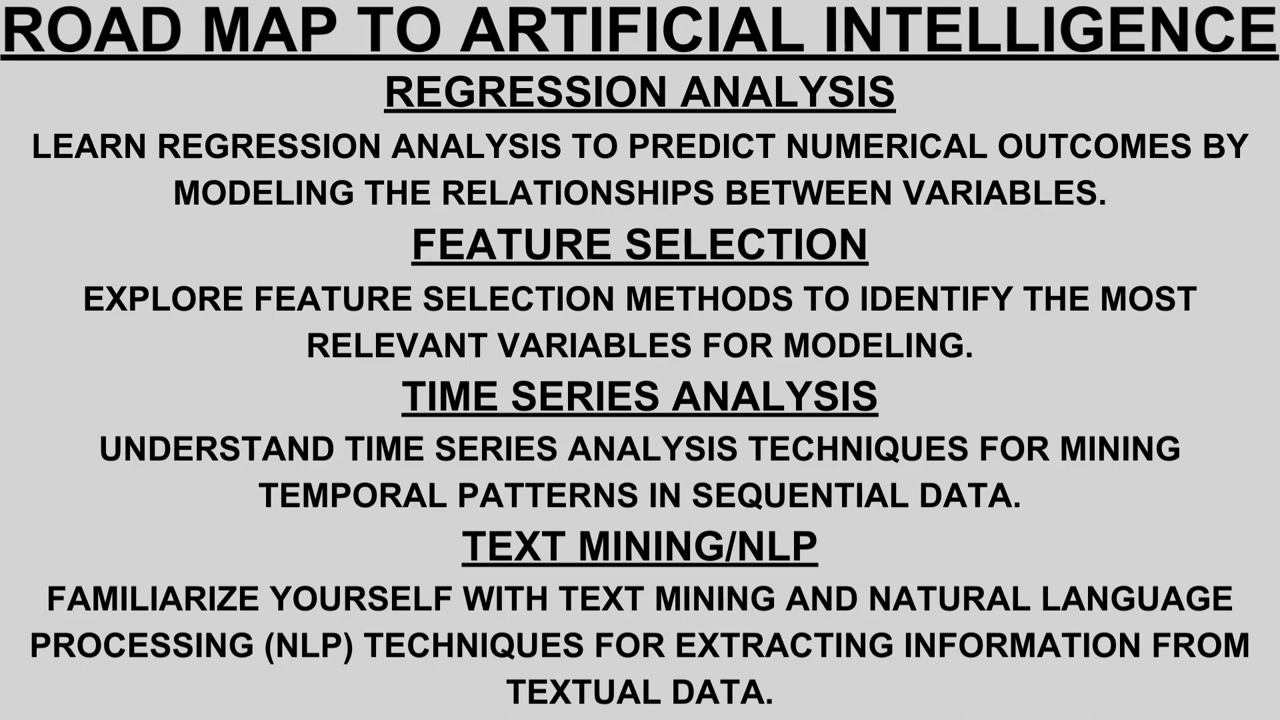 ROAD MAP TO ARTIFICIAL INTELLIGENCE
REGRESSION ANALYSIS
LEARN REGRESSION ANALYSIS TO PREDICT NUMERICAL OUTCOMES BY
MODELING THE RELATIONSHIPS BETWEEN VARIABLES.
FEATURE SELECTION
EXPLORE FEATURE SELECTION METHODS TO IDENTIFY THE MOST
RELEVANT VARIABLES FOR MODELING.
TIME SERIES ANALYSIS
UNDERSTAND TIME SERIES ANALYSIS TECHNIQUES FOR MINING
TEMPORAL PATTERNS IN SEQUENTIAL DATA.
TEXT MINING/NLP
FAMILIARIZE YOURSELF WITH TEXT MINING AND NATURAL LANGUAGE
PROCESSING (NLP) TECHNIQUES FOR EXTRACTING INFORMATION FROM
TEXTUAL DATA.